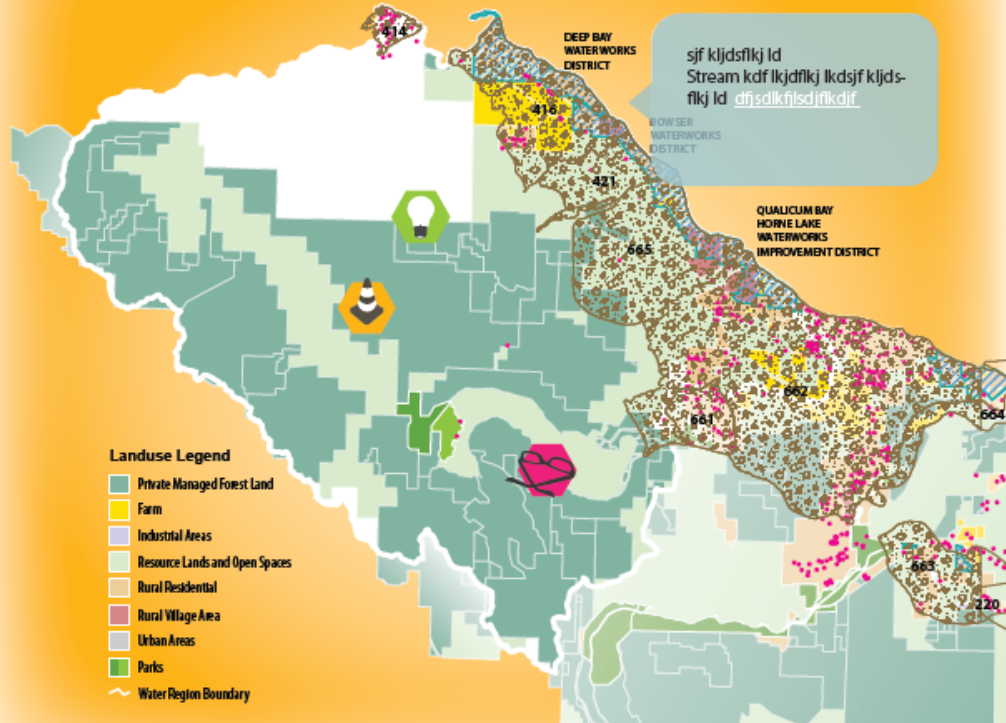 414
DEEP BAY
WATERWORKS
DISTRICT
sjf kljdsflkj ld
Stream kdf lkjdflkj lkdsjf kljds-
flkj ld dfjsdlkfjlsdjflkdjf
416
BOWSER
WATERWORKS
DISTRICT
421
QUALICUM BAY
HORNE LAKE
WATERWORKS
IMPROVEMENT DISTRICT
665
662
661
664
663
220
Landuse Legend
Private Managed Forest Land
Farm
Industrial Areas
Resource Lands and Open Spaces
Rural Residential
Rural Village Area
Urban Areas
Parks
Water Region Boundary